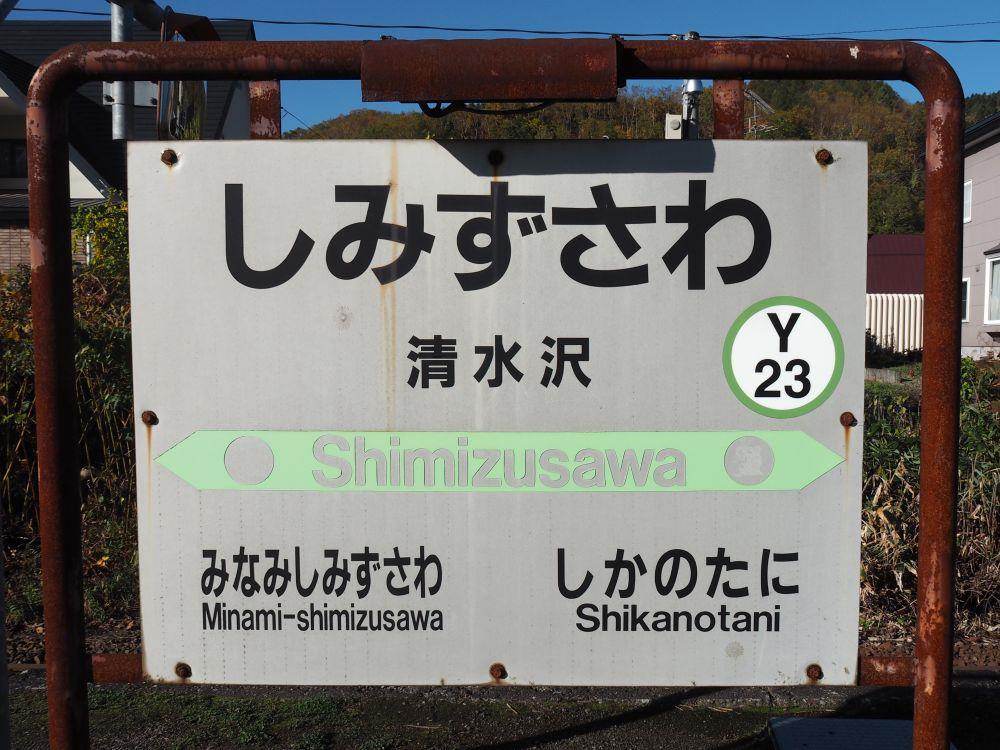 しみずさわ
清水沢
Y
23
Shimizusawa
みなみしみずさわ
Minami-shimizusawa
しかのたに
Shikanotani